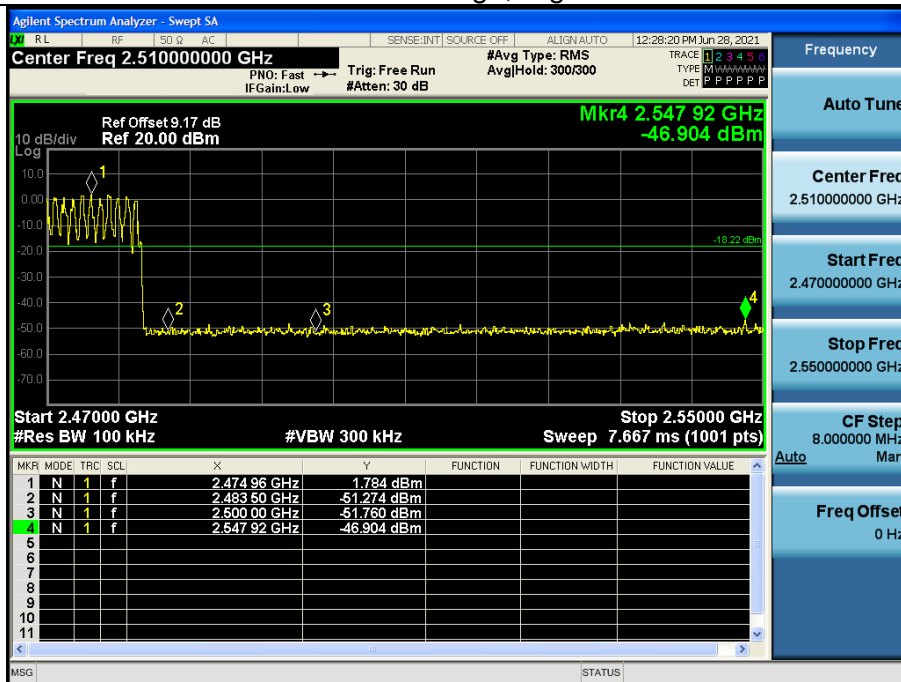 Agilent Spectrum Analyzer - Swept SA
LXI RL RF 50 Ω AC SENSE:INT SOURCE OFF ALIGN AUTO 12:28:20 PM Jun 28, 2021
Center Freq 2.510000000 GHz #Avg Type: RMS TRACE 1 2 3 4 5 6
PNO: Fast Trig: Free Run Avg|Hold: 300/300 TYPE MWWWWW
IFGain:Low #Atten: 30 dB DET P P P P P P
Mkr4 2.547 92 GHz
-46.904 dBm
Ref Offset 9.17 dB
10 dB/div Ref 20.00 dBm
Log
10.0
0.00
-10.0
-20.0
-30.0
-40.0
-50.0
-60.0
-70.0
1
2
3
4
-18.22 dBm
Start 2.47000 GHz Stop 2.55000 GHz
#Res BW 100 kHz #VBW 300 kHz Sweep 7.667 ms (1001 pts)
MKR MODE TRC SCL X Y FUNCTION FUNCTION WIDTH FUNCTION VALUE
1 N 1 f 2.474 96 GHz 1.784 dBm
2 N 1 f 2.483 50 GHz -51.274 dBm
3 N 1 f 2.500 00 GHz -51.760 dBm
4 N 1 f 2.547 92 GHz -46.904 dBm
5
6
7
8
9
10
11
MSG STATUS
Frequency
Auto Tune
Center Freq
2.510000000 GHz
Start Freq
2.470000000 GHz
Stop Freq
2.550000000 GHz
CF Step
8.000000 MHz
Auto Man
Freq Offset
0 Hz